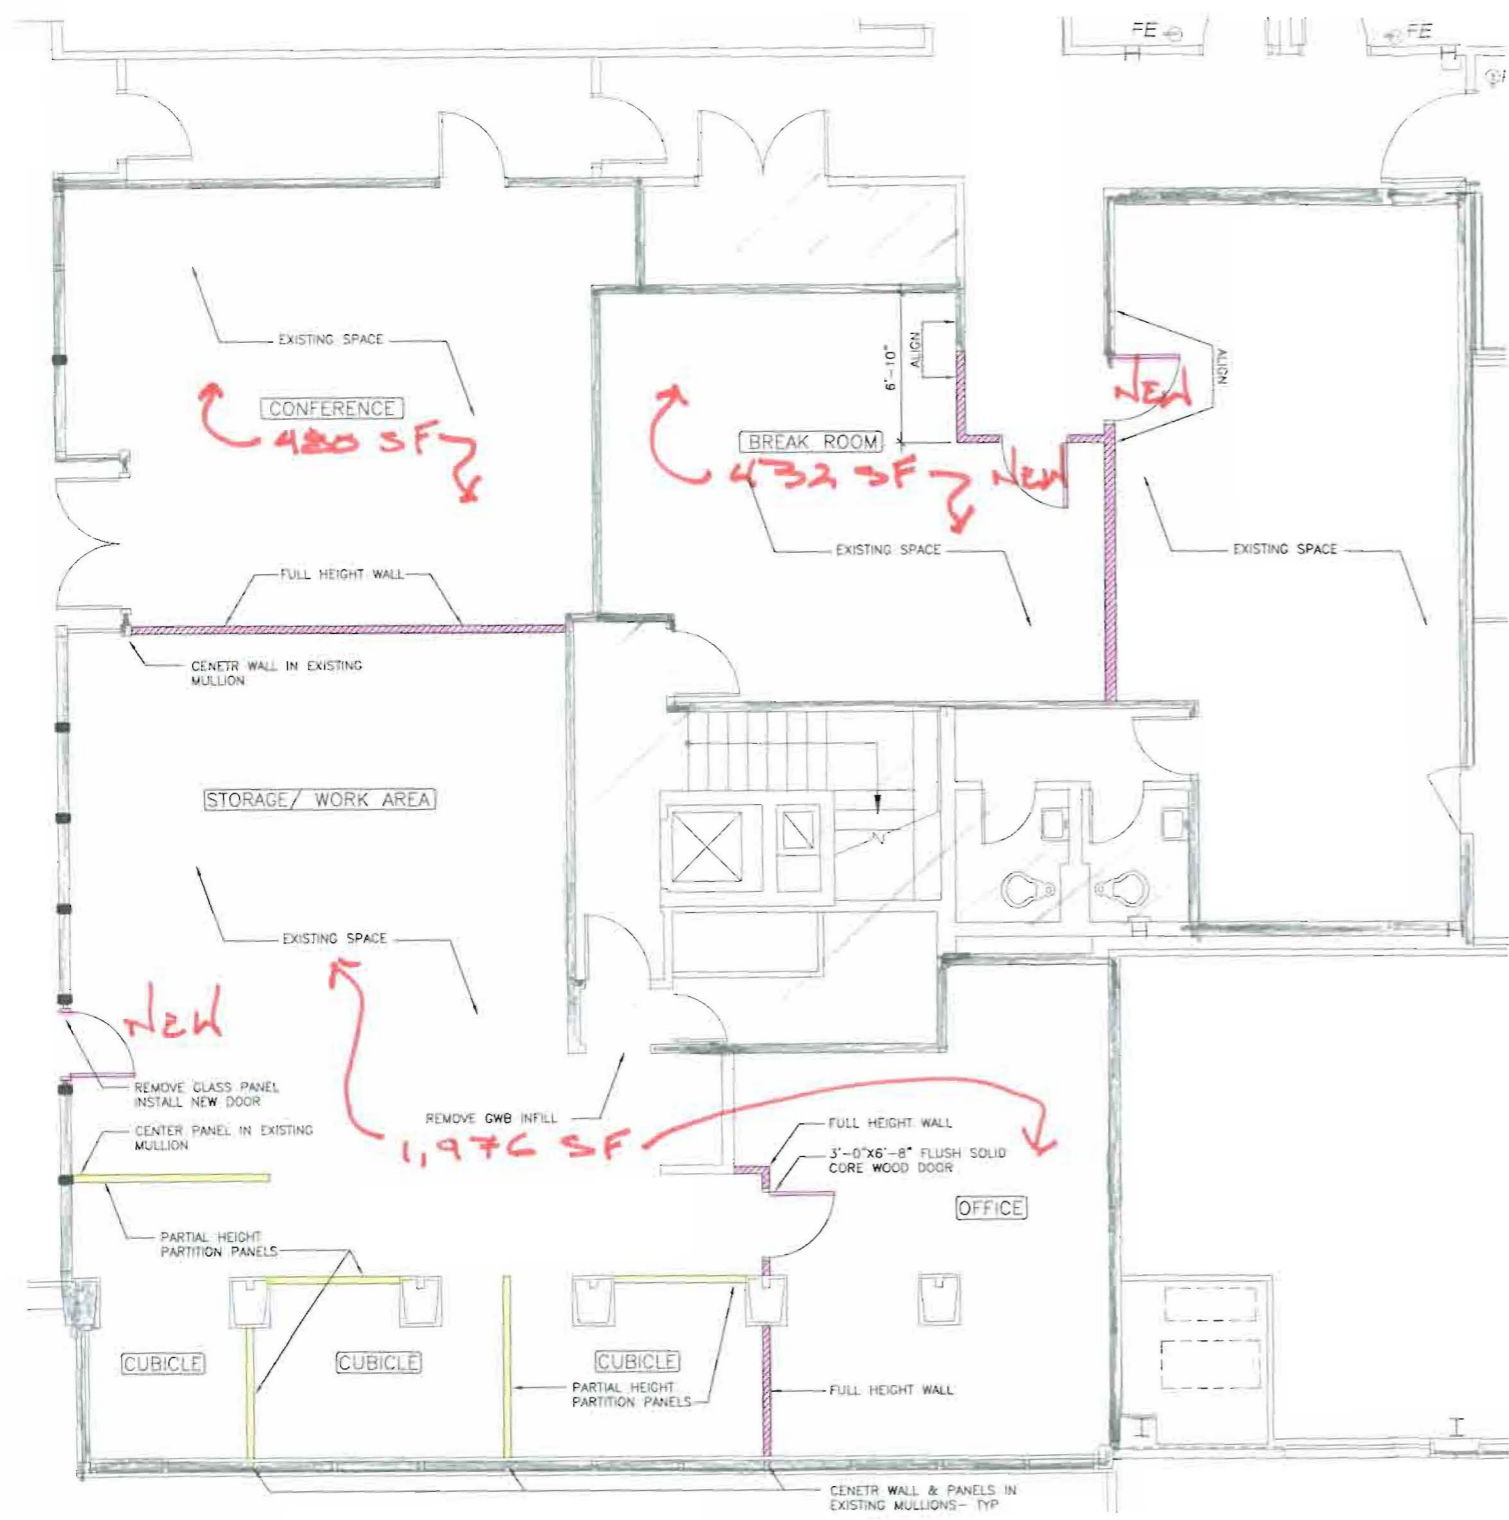 FE
FE
EXISTING SPACE
CONFERENCE
480 SF
ALIGN
6'-10"
BREAK ROOM
432 SF
NEW
NEW
ALIGN
EXISTING SPACE
EXISTING SPACE
FULL HEIGHT WALL
CENETR WALL IN EXISTING
MULLION
STORAGE/ WORK AREA
EXISTING SPACE
NEW
REMOVE GLASS PANEL
INSTALL NEW DOOR
CENTER PANEL IN EXISTING
MULLION
REMOVE GWB INFILL
1,976 SF
FULL HEIGHT WALL
3'-0"X6'-8" FLUSH SOLID
CORE WOOD DOOR
OFFICE
PARTIAL HEIGHT
PARTITION PANELS
CUBICLE
CUBICLE
CUBICLE
PARTIAL HEIGHT
PARTITION PANELS
FULL HEIGHT WALL
CENETR WALL & PANELS IN
EXISTING MULLIONS- TYP